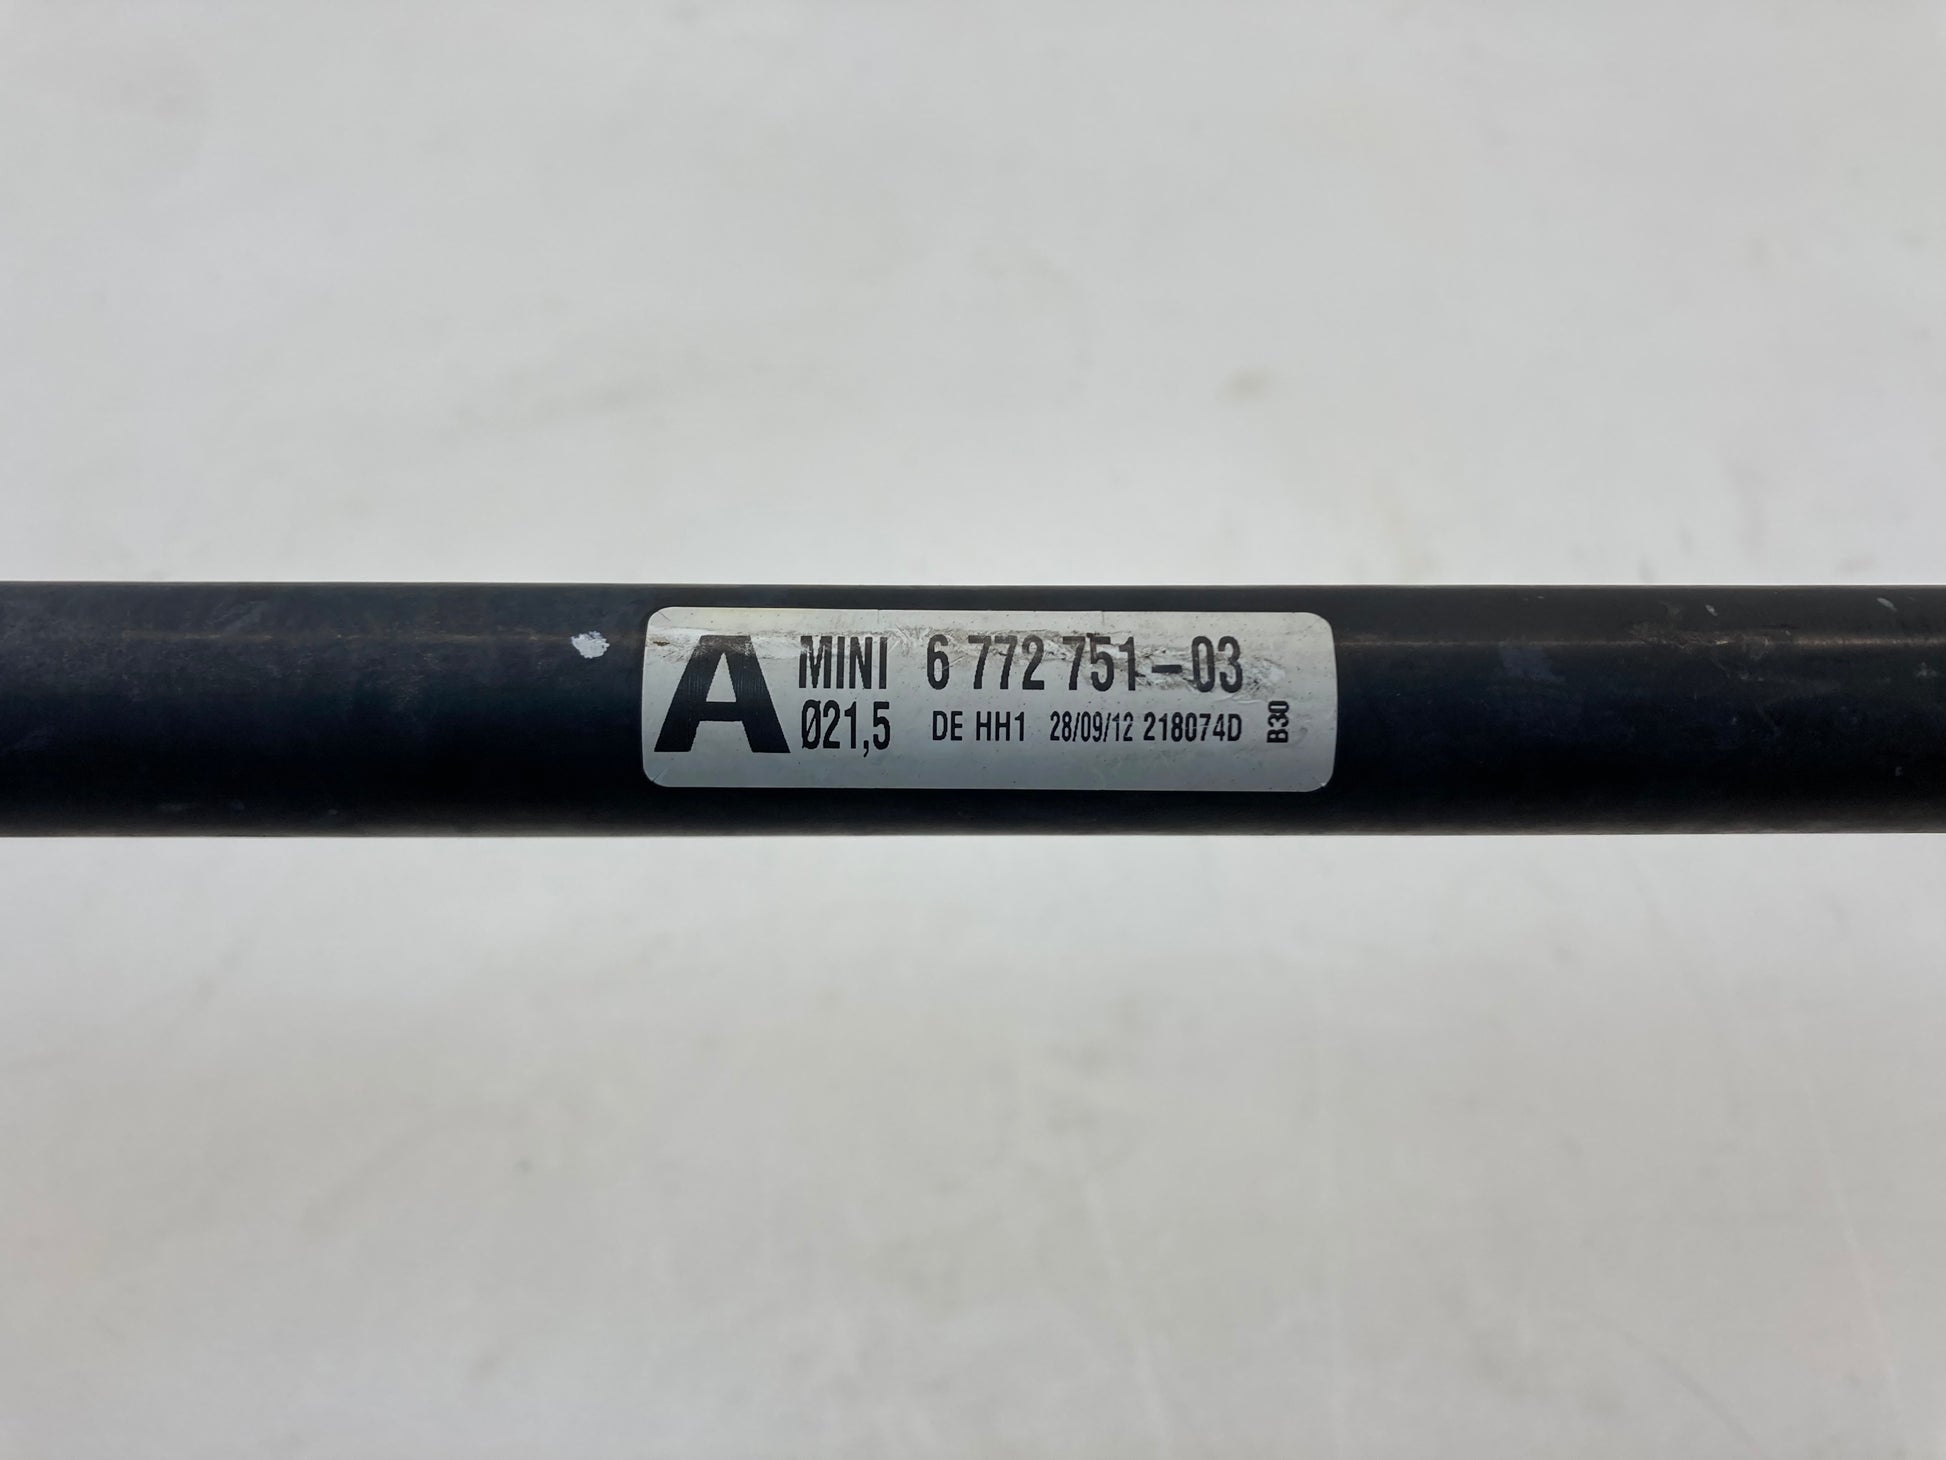 A MINI 6 772 751-03
Ø21,5 DE HH1 28/09/12 218074D B30